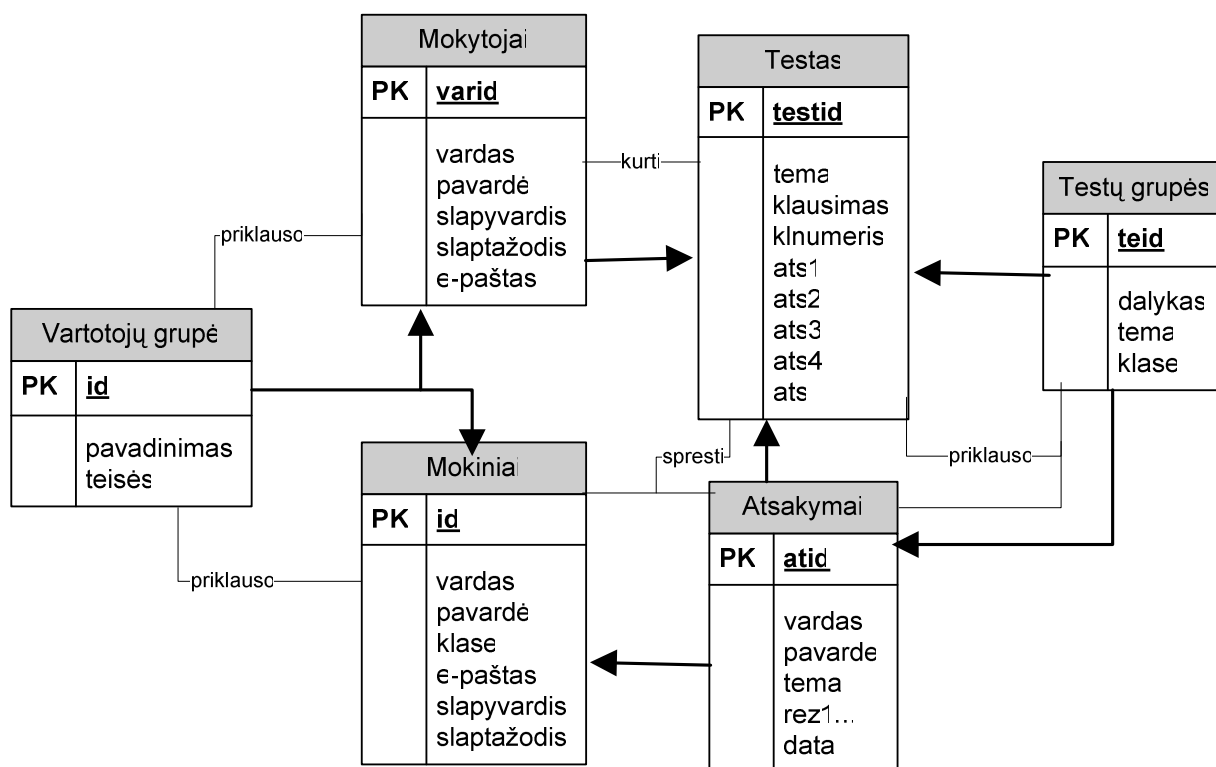 Mokytojai
PK varid
vardas
pavardė
slapyvardis
slaptažodis
e-paštas
kurti
Testas
PK testid
tema
klausimas
klnumeris
ats1
ats2
ats3
ats4
ats
Testų grupės
PK teid
dalykas
tema
klase
priklauso
Vartotojų grupė
PK id
pavadinimas
teisės
priklauso
Mokiniai
PK id
vardas
pavardė
klase
e-paštas
slapyvardis
slaptažodis
spresti
priklauso
Atsakymai
PK atid
vardas
pavarde
tema
rez1...
data